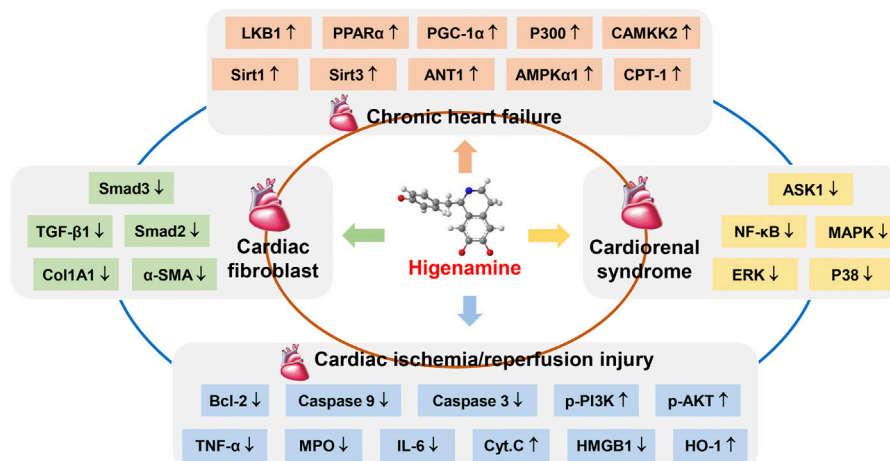 LKB1 ↑ PPARα ↑ PGC-1α ↑ P300 ↑ CAMKK2 ↑
Sirt1 ↑ Sirt3 ↑ ANT1 ↑ AMPKα1 ↑ CPT-1 ↑
Chronic heart failure
Smad3 ↓
TGF-β1 ↓ Smad2 ↓
Col1A1 ↓ α-SMA ↓
Cardiac
fibroblast
Higenamine
Cardiorenal
syndrome
ASK1 ↓
NF-κB ↓ MAPK ↓
ERK ↓ P38 ↓
Cardiac ischemia/reperfusion injury
Bcl-2 ↓ Caspase 9 ↓ Caspase 3 ↓ p-PI3K ↑ p-AKT ↑
TNF-α ↓ MPO ↓ IL-6 ↓ Cyt.C ↑ HMGB1 ↓ HO-1 ↑